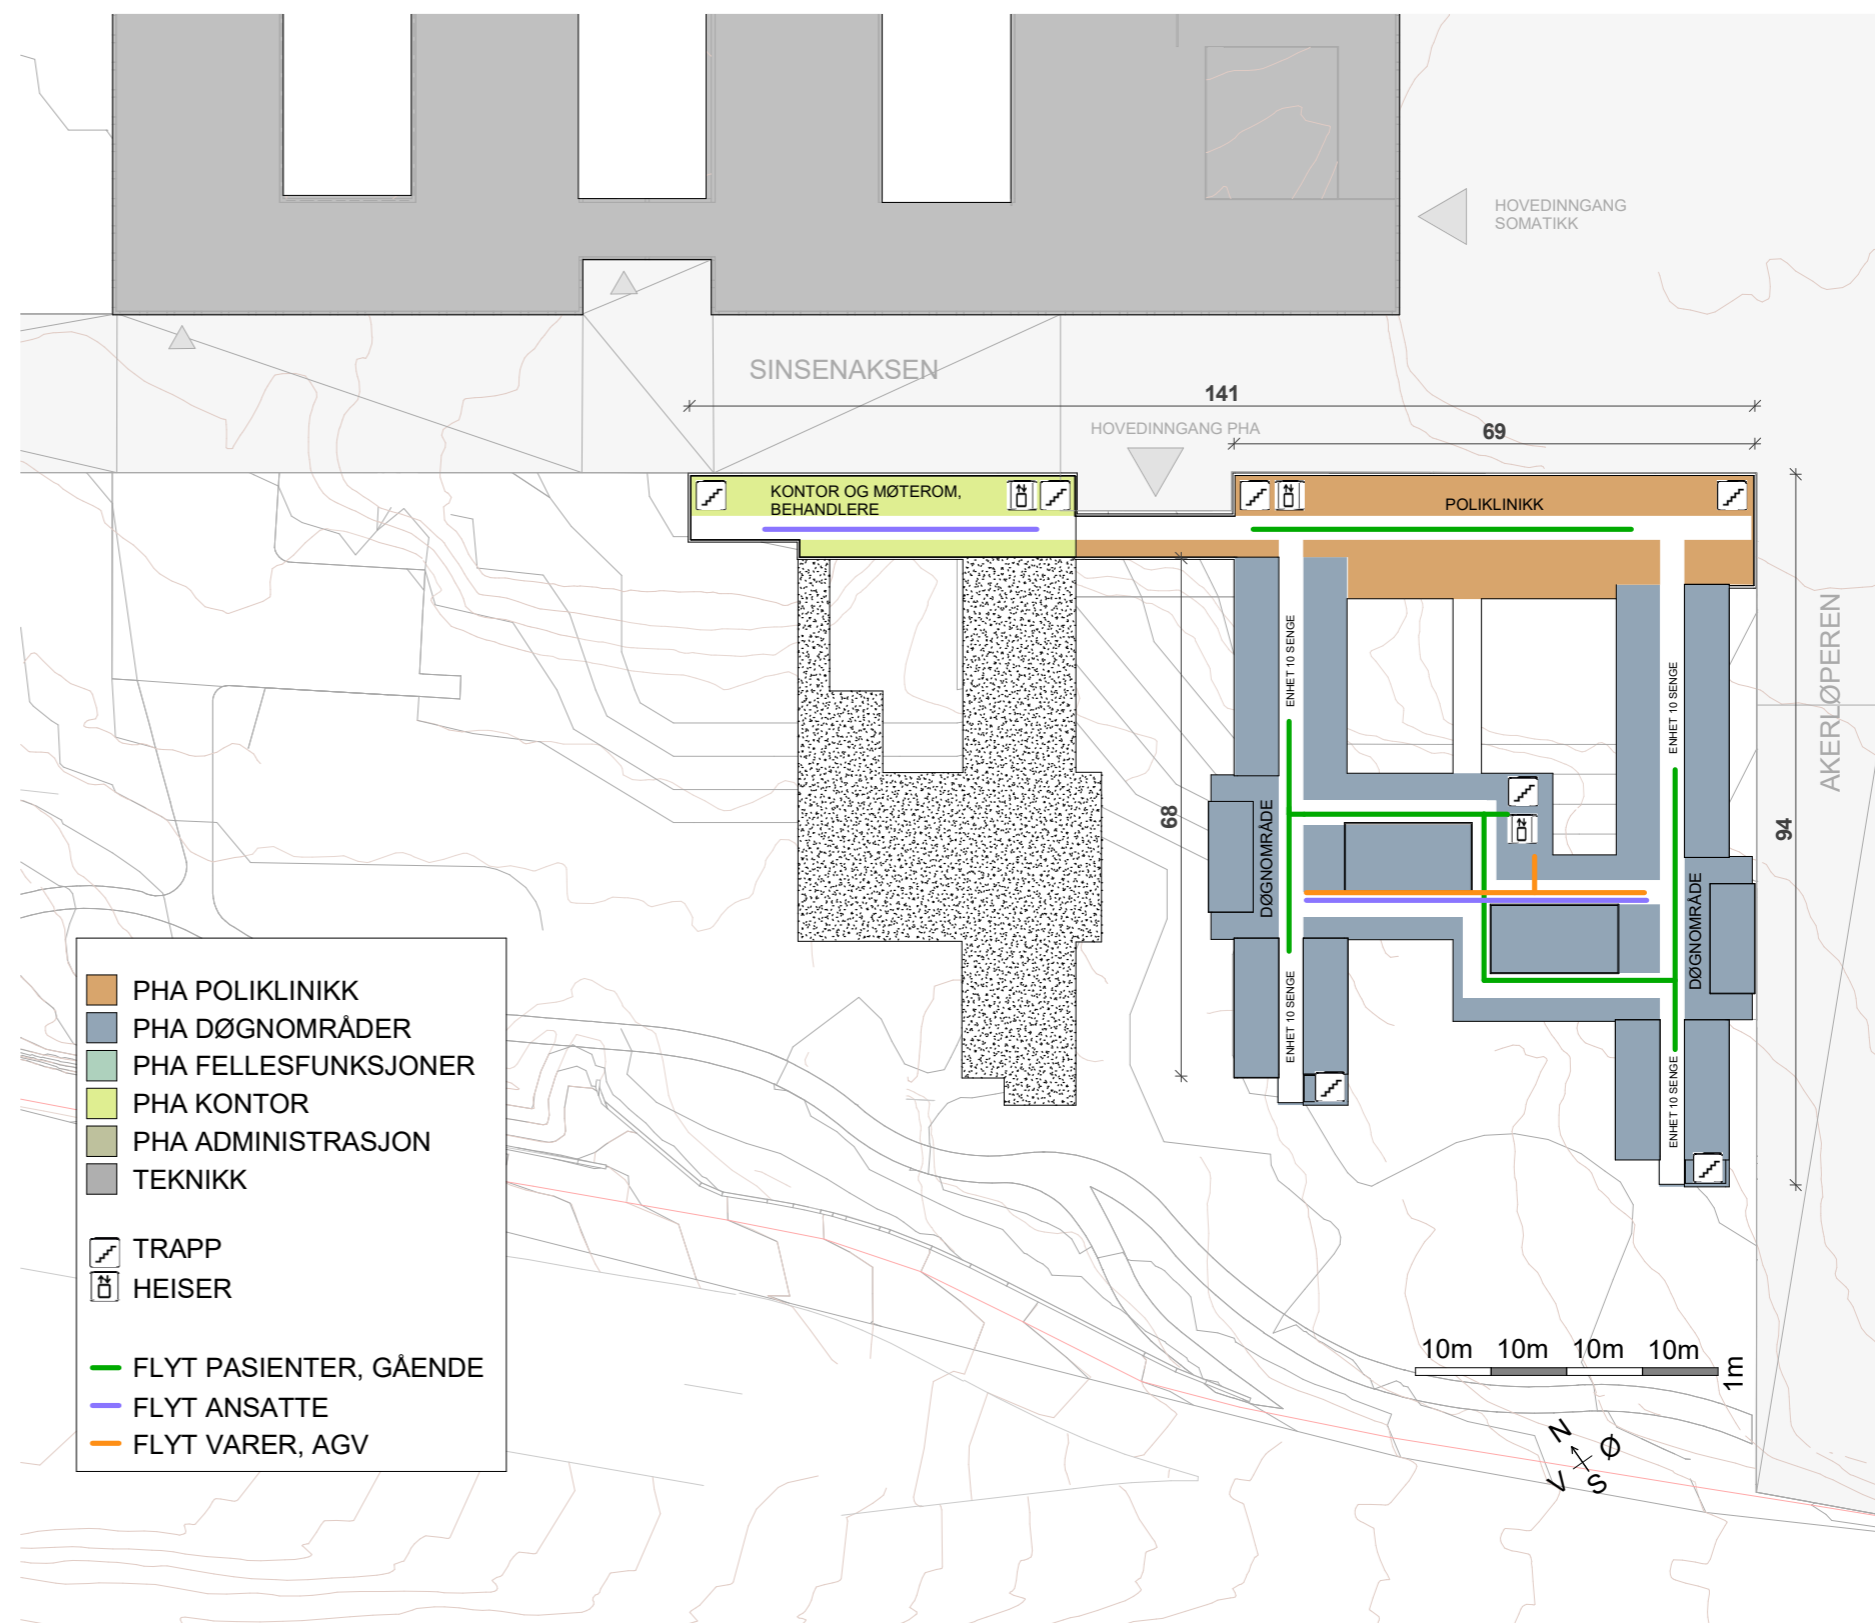 HOVEDINNGANG
SOMATIKK
SINSENAKSEN
141
HOVEDINNGANG PHA
69
KONTOR OG MØTEROM,
BEHANDLERE
POLIKLINIKK
ENHET 10 SENGE
ENHET 10 SENGE
AKERLØPEREN
68
DØGNOMRÅDE
94
DØGNOMRÅDE
ENHET 10 SENGE
ENHET 10 SENGE
PHA POLIKLINIKK
PHA DØGNOMRÅDER
PHA FELLESFUNKSJONER
PHA KONTOR
PHA ADMINISTRASJON
TEKNIKK
TRAPP
HEISER
FLYT PASIENTER, GÅENDE
FLYT ANSATTE
FLYT VARER, AGV
10m 10m 10m 10m
1m
N
Ø
V
S